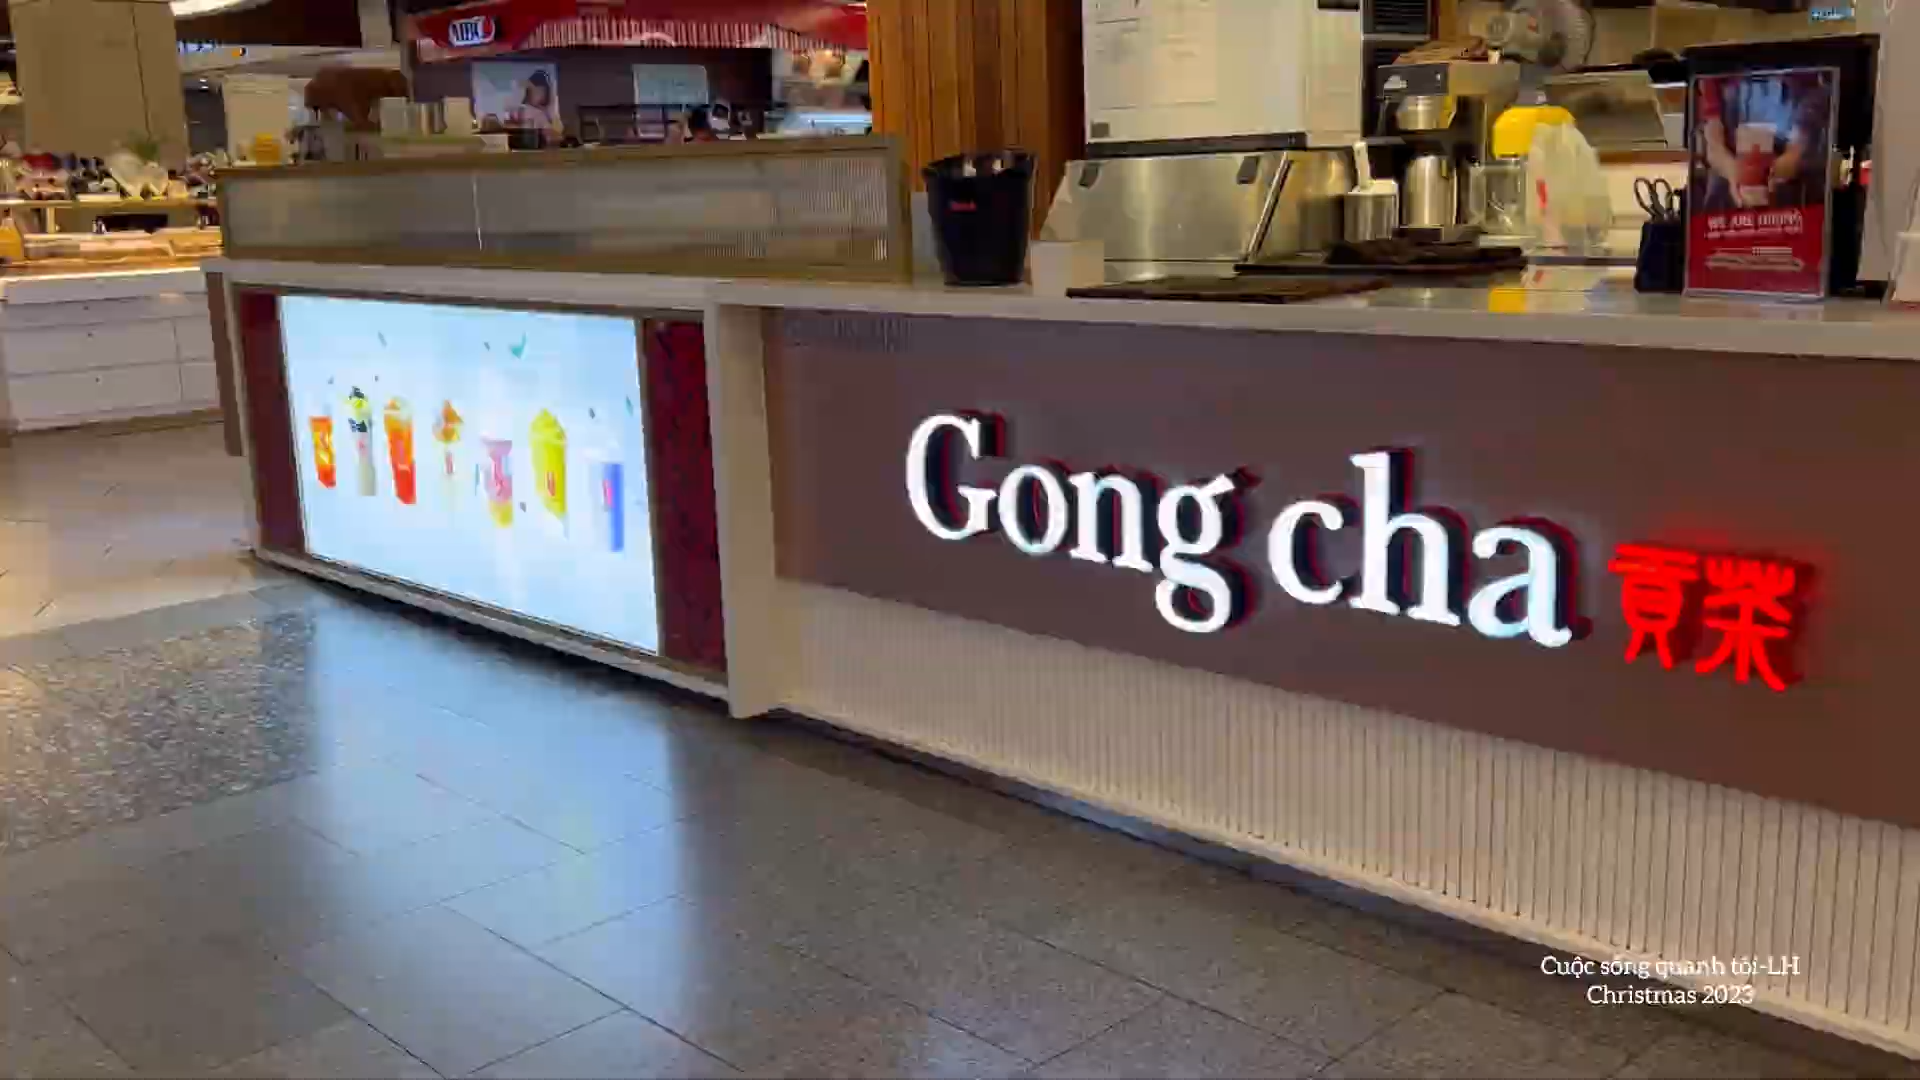 WE ARE HIRING
Gong cha 貢茶
Cuộc sống quanh tôi-LH
Christmas 2023